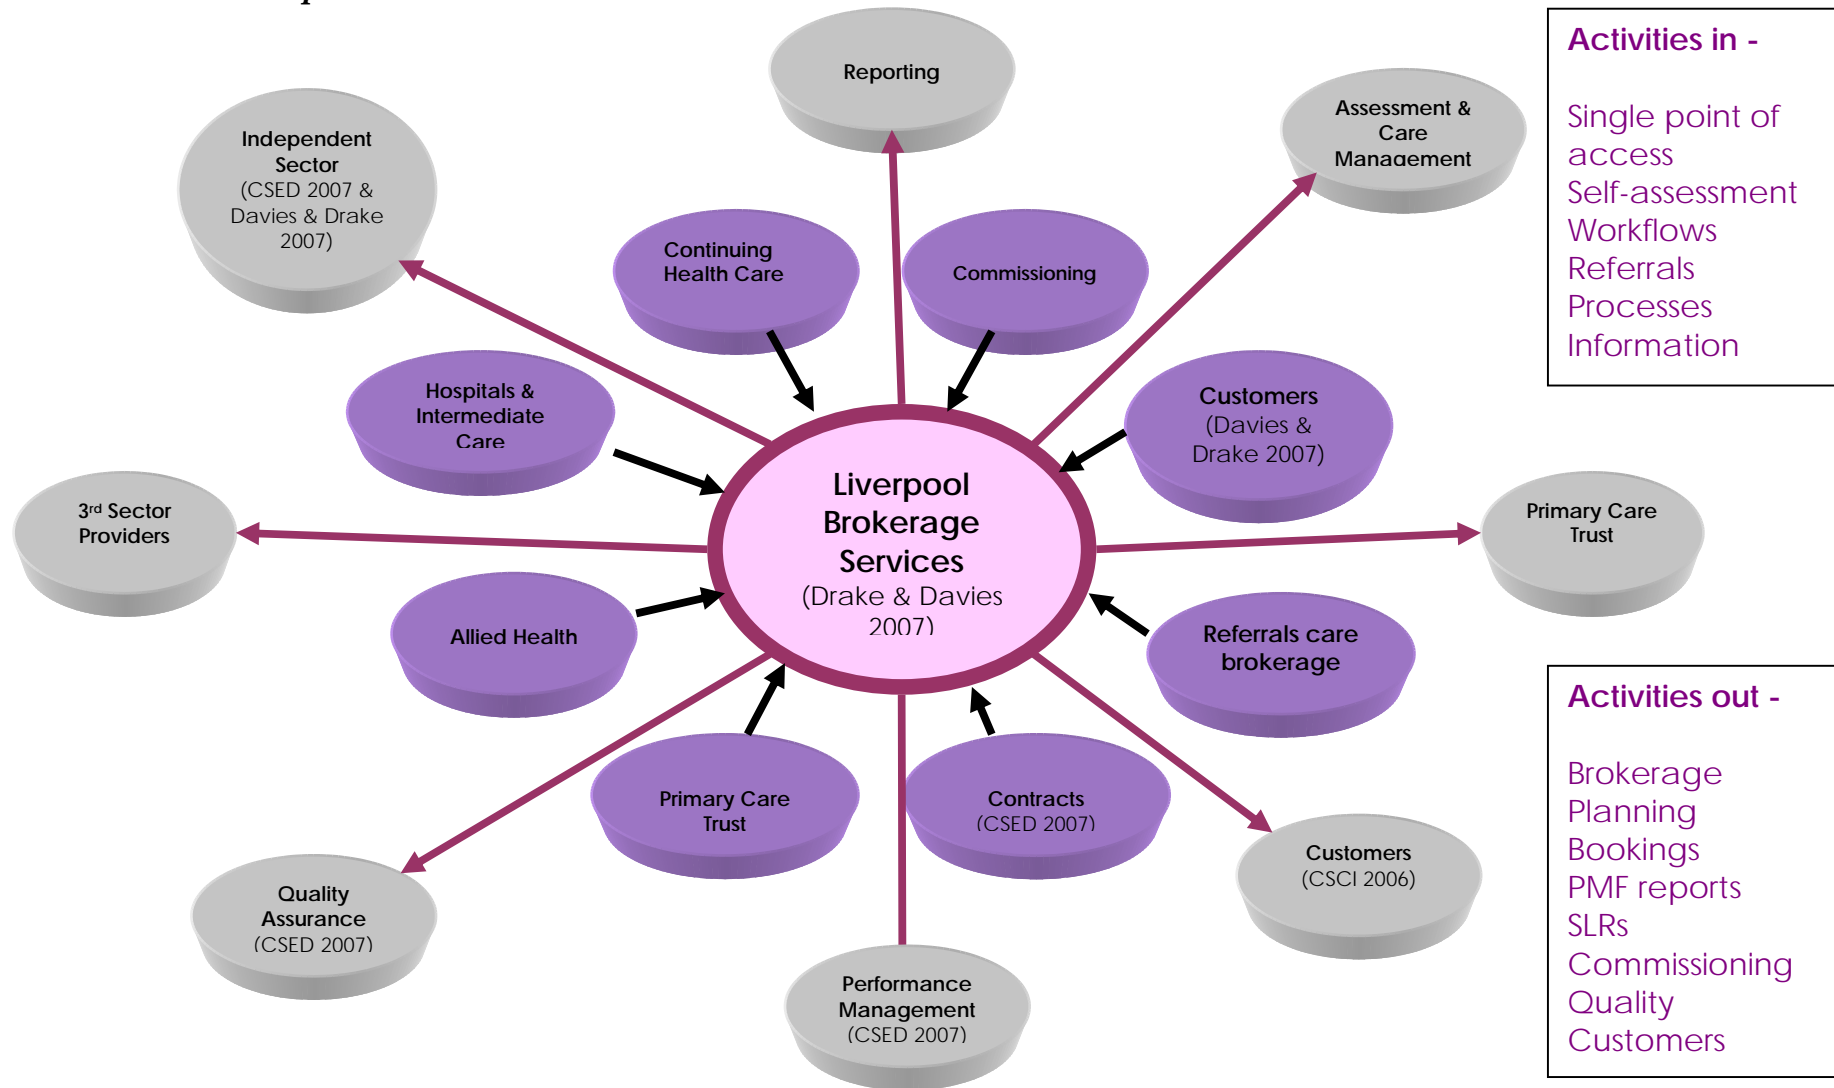 Reporting
Assessment &
Care
Management
Independent
Sector
(CSED 2007 &
Davies & Drake
2007)
Continuing
Health Care
Commissioning
Hospitals &
Intermediate
Care
Customers
(Davies &
Drake 2007)
3rd Sector
Providers
Liverpool
Brokerage
Services
(Drake & Davies
2007)
Primary Care
Trust
Allied Health
Referrals care
brokerage
Primary Care
Trust
Contracts
(CSED 2007)
Quality
Assurance
(CSED 2007)
Performance
Management
(CSED 2007)
Customers
(CSCI 2006)
Activities in -
Single point of
access
Self-assessment
Workflows
Referrals
Processes
Information
Activities out -
Brokerage
Planning
Bookings
PMF reports
SLRs
Commissioning
Quality
Customers